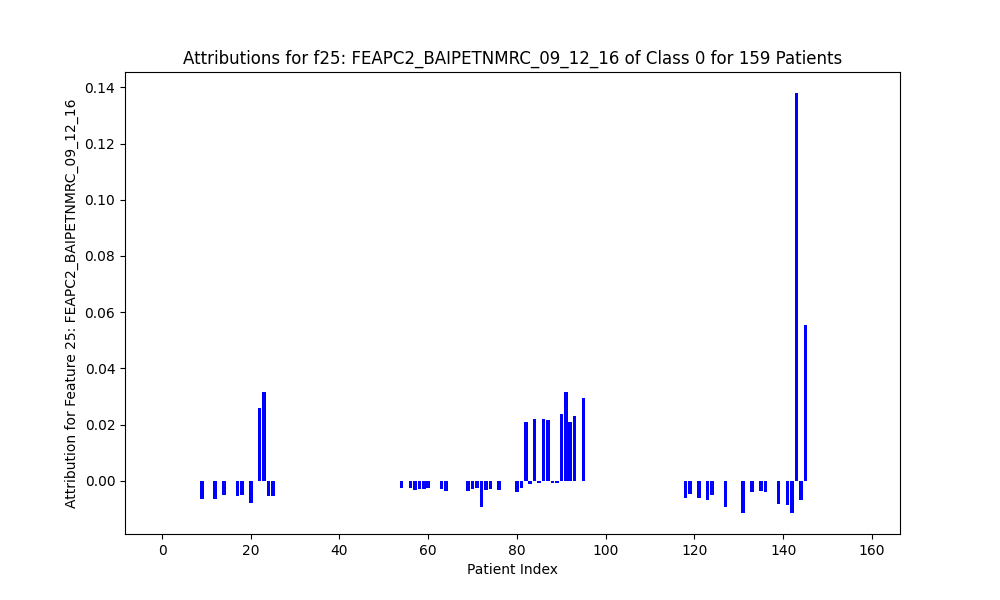 Attributions for f25: FEAPC2_BAIPETNMRC_09_12_16 of Class 0 for 159 Patients
Attribution for Feature 25: FEAPC2_BAIPETNMRC_09_12_16
0.14
0.12
0.10
0.08
0.06
0.04
0.02
0.00
0 20 40 60 80 100 120 140 160
Patient Index